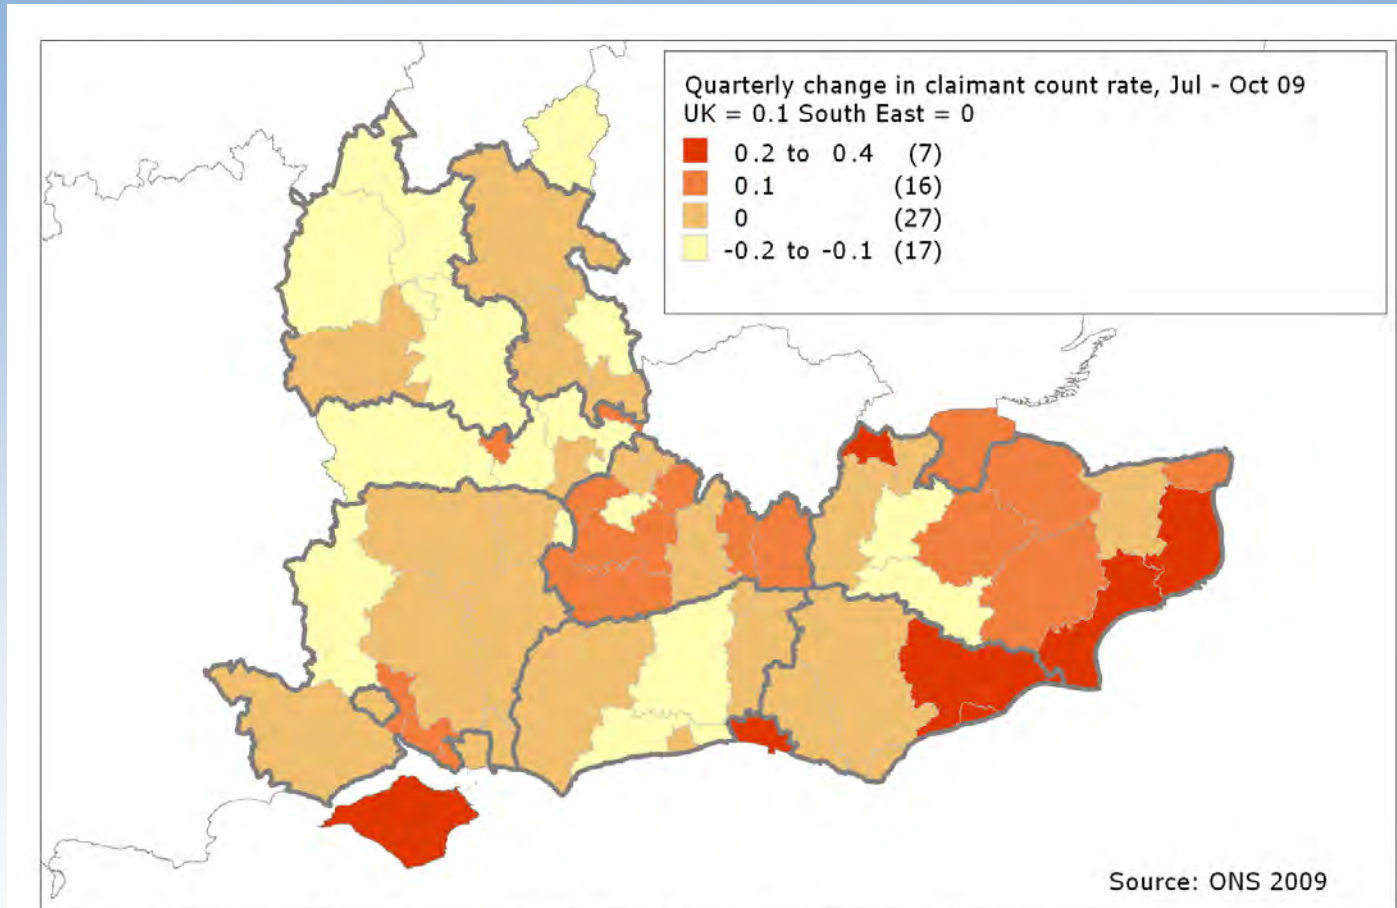 Quarterly change in claimant count rate, Jul - Oct 09
UK = 0.1 South East = 0
0.2 to 0.4 (7)
0.1 (16)
0 (27)
-0.2 to -0.1 (17)
Source: ONS 2009